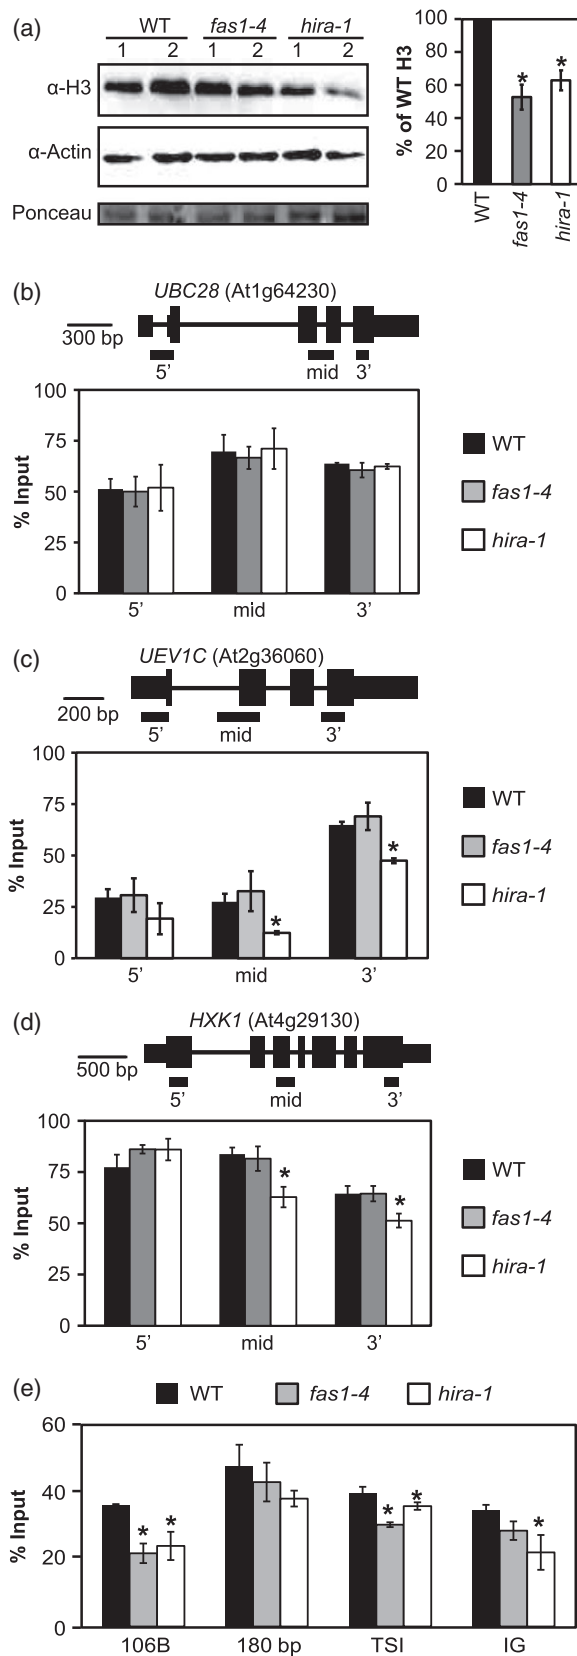 (a)
WT fas1-4 hira-1
1 2 1 2 1 2
α-H3
α-Actin
Ponceau
% of WT H3
100
80
60
40
20
0
* *
WT fas1-4 hira-1
(b)
UBC28 (At1g64230)
300 bp
5’ mid 3’
% Input
100
75
50
25
0
5’ mid 3’
WT
fas1-4
hira-1
(c)
UEV1C (At2g36060)
200 bp
5’ mid 3’
% Input
100
75
50
25
0
* *
5’ mid 3’
WT
fas1-4
hira-1
(d)
HXK1 (At4g29130)
500 bp
5’ mid 3’
% Input
100
75
50
25
0
* *
5’ mid 3’
WT
fas1-4
hira-1
(e)
WT fas1-4 hira-1
% Input
60
40
20
0
* * * * *
106B 180 bp TSI IG